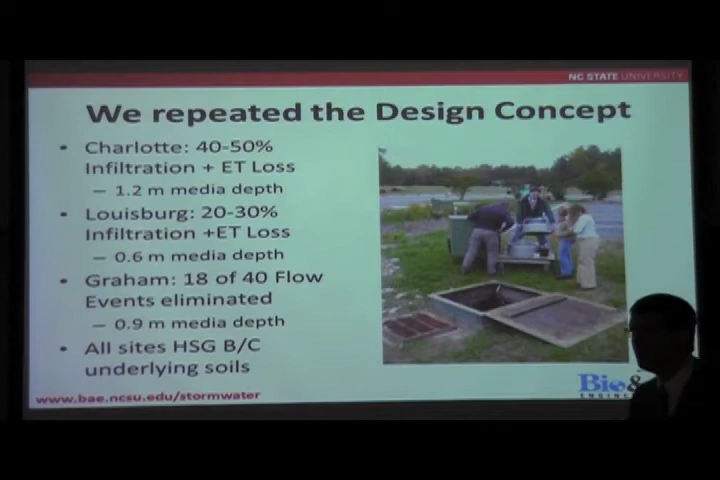 NC STATE UNIVERSITY
We repeated the Design Concept
• Charlotte: 40-50%
Infiltration + ET Loss
– 1.2 m media depth
• Louisburg: 20-30%
Infiltration +ET Loss
– 0.6 m media depth
• Graham: 18 of 40 Flow
Events eliminated
– 0.9 m media depth
• All sites HSG B/C
underlying soils
www.bae.ncsu.edu/stormwater
Bio&